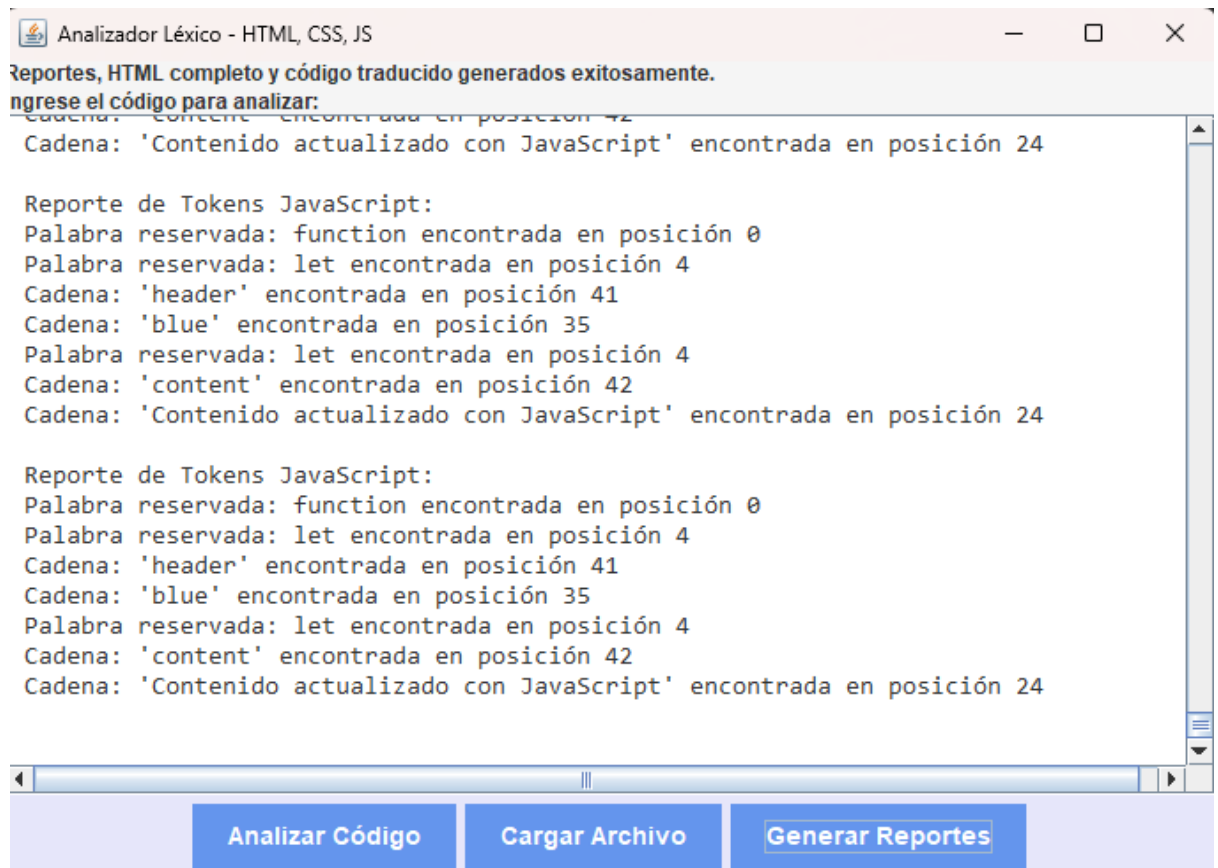 Analizador Léxico - HTML, CSS, JS
Reportes, HTML completo y código traducido generados exitosamente.
ngrese el código para analizar:
Cadena: 'content' encontrada en posición 42
Cadena: 'Contenido actualizado con JavaScript' encontrada en posición 24
Reporte de Tokens JavaScript:
Palabra reservada: function encontrada en posición 0
Palabra reservada: let encontrada en posición 4
Cadena: 'header' encontrada en posición 41
Cadena: 'blue' encontrada en posición 35
Palabra reservada: let encontrada en posición 4
Cadena: 'content' encontrada en posición 42
Cadena: 'Contenido actualizado con JavaScript' encontrada en posición 24
Reporte de Tokens JavaScript:
Palabra reservada: function encontrada en posición 0
Palabra reservada: let encontrada en posición 4
Cadena: 'header' encontrada en posición 41
Cadena: 'blue' encontrada en posición 35
Palabra reservada: let encontrada en posición 4
Cadena: 'content' encontrada en posición 42
Cadena: 'Contenido actualizado con JavaScript' encontrada en posición 24
Analizar Código Cargar Archivo Generar Reportes